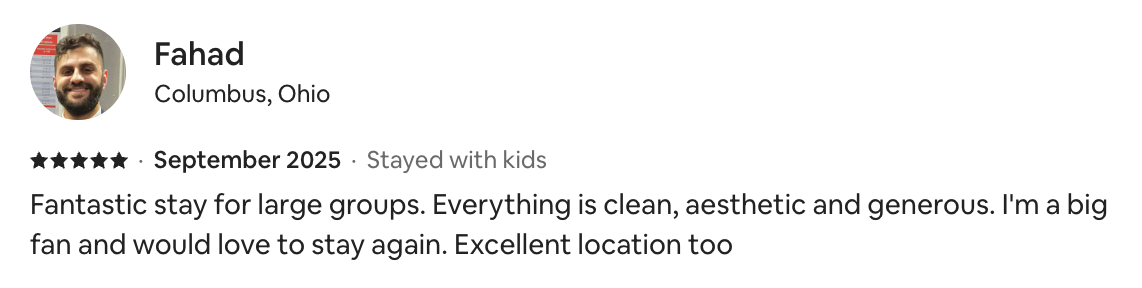 Fahad
Columbus, Ohio
★★★★★ · September 2025 · Stayed with kids
Fantastic stay for large groups. Everything is clean, aesthetic and generous. I'm a big
fan and would love to stay again. Excellent location too